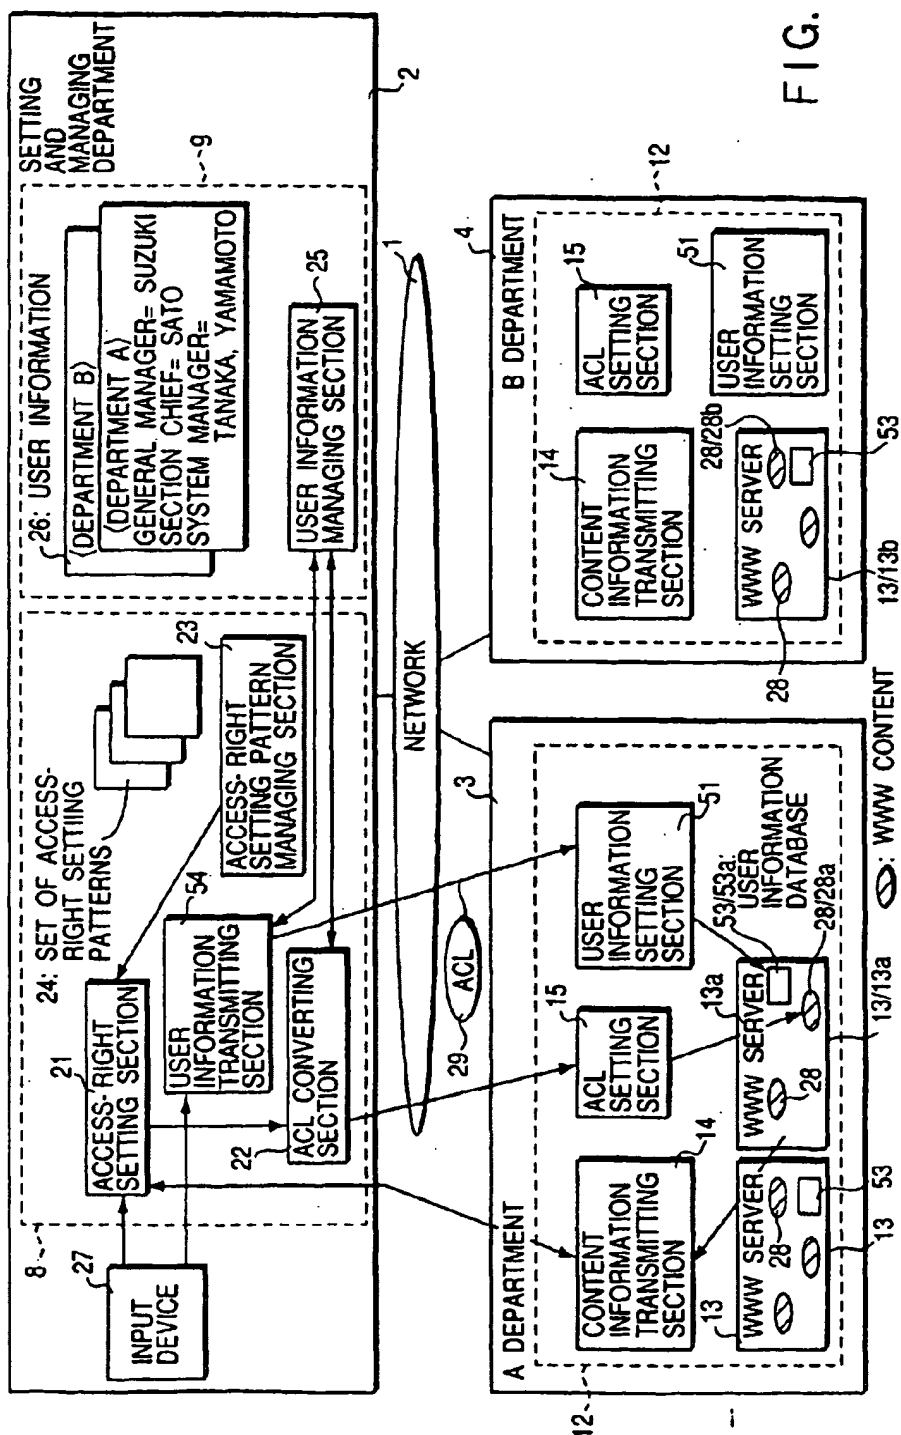 SETTING
AND
MANAGING
DEPARTMENT
2
8
24: SET OF ACCESS-
RIGHT SETTING
PATTERNS
26: USER INFORMATION
9
⟨DEPARTMENT B⟩
⟨DEPARTMENT A⟩
GENERAL MANAGER= SUZUKI
SECTION CHIEF= SATO
SYSTEM MANAGER=
TANAKA, YAMAMOTO
27
INPUT
DEVICE
21
ACCESS-RIGHT
SETTING SECTION
54
USER
INFORMATION
TRANSMITTING
SECTION
23
ACCESS-RIGHT
SETTING PATTERN
MANAGING SECTION
22
ACL CONVERTING
SECTION
25
USER INFORMATION
MANAGING SECTION
NETWORK
1
29
ACL
A DEPARTMENT
3
12
CONTENT
INFORMATION
TRANSMITTING
SECTION
14
15
ACL
SETTING
SECTION
USER
INFORMATION
SETTING
SECTION
51
53/53a:
USER
INFORMATION
DATABASE
13
WWW SERVER
28
53
13
13a
WWW SERVER
28
28/28a
13/13a
B DEPARTMENT
4
12
14
CONTENT
INFORMATION
TRANSMITTING
SECTION
15
ACL
SETTING
SECTION
51
USER
INFORMATION
SETTING
SECTION
28/28b
WWW SERVER
28
53
13/13b
: WWW CONTENT
FIG.